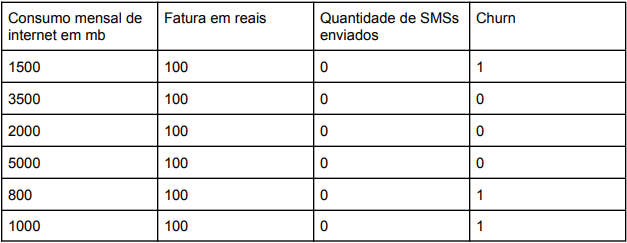 Consumo mensal de internet em mb | Fatura em reais | Quantidade de SMSs enviados | Churn
1500 | 100 | 0 | 1
3500 | 100 | 0 | 0
2000 | 100 | 0 | 0
5000 | 100 | 0 | 0
800 | 100 | 0 | 1
1000 | 100 | 0 | 1